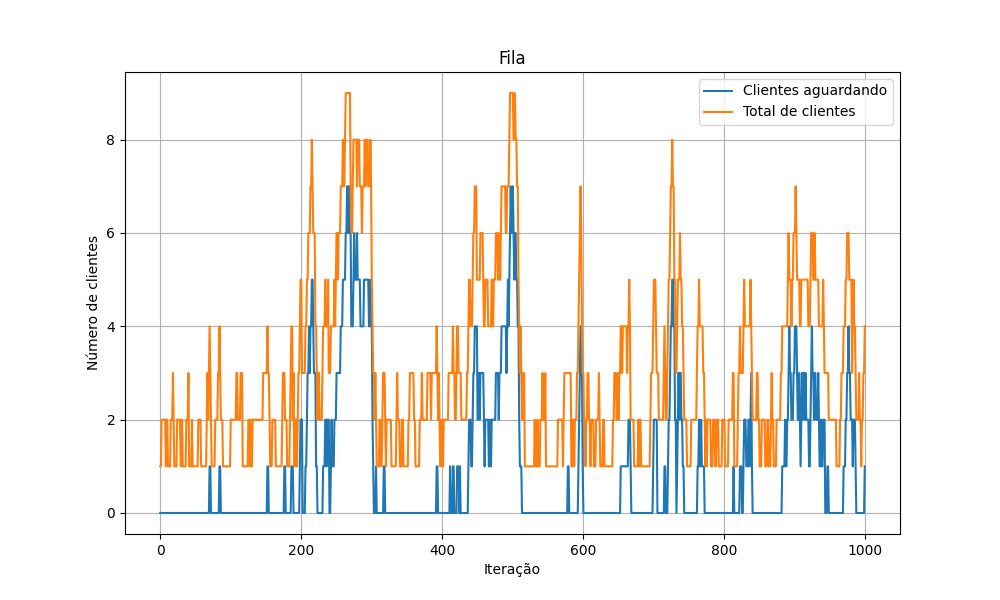 Fila
Clientes aguardando
Total de clientes
Número de clientes
8
6
4
2
0
0 200 400 600 800 1000
Iteração